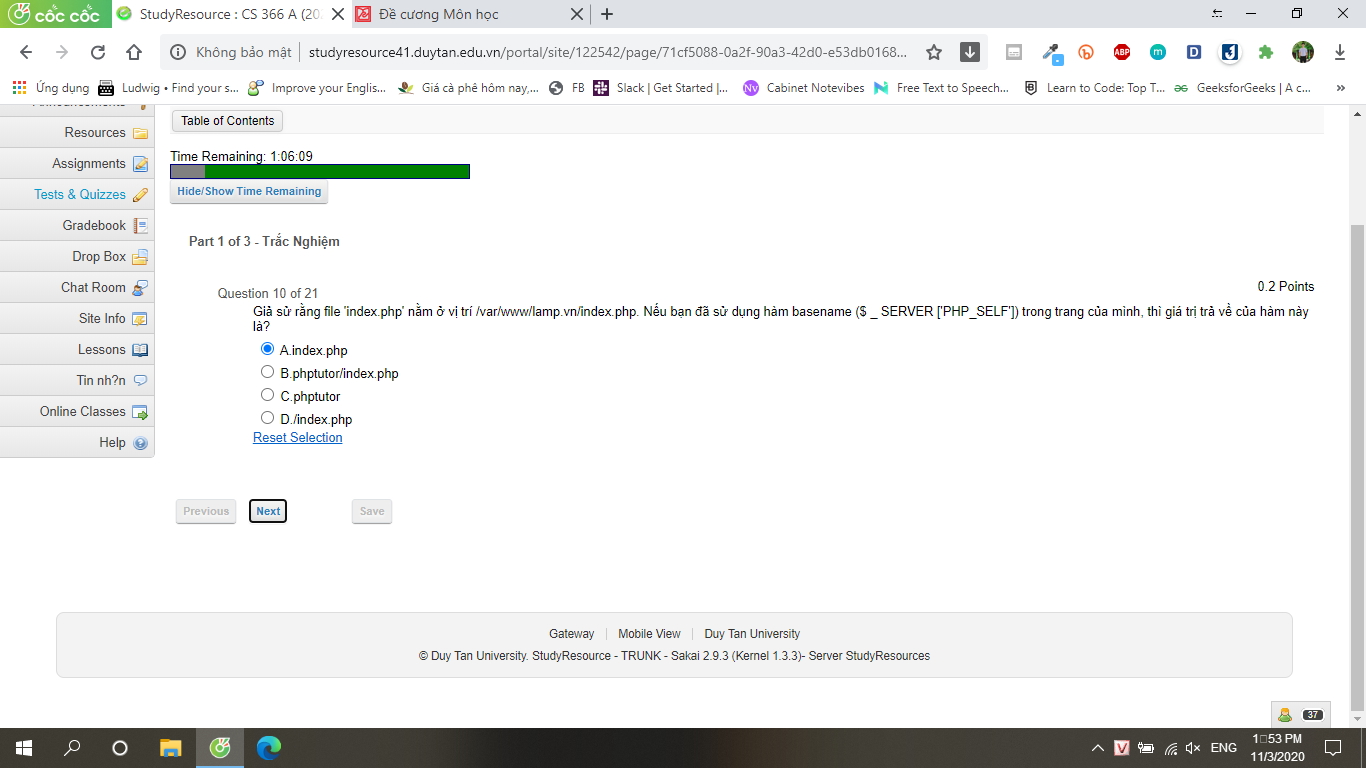 cốc cốc
StudyResource : CS 366 A (20
Đề cương Môn học
Không bảo mật
studyresource41.duytan.edu.vn/portal/site/122542/page/71cf5088-0a2f-90a3-42d0-e53db0168...
ABP
m
D
Ứng dụng
Ludwig • Find your s...
Improve your Englis...
Giá cà phê hôm nay,...
FB
Slack | Get Started |...
Nv
Cabinet Notevibes
Free Text to Speech...
Learn to Code: Top T...
GeeksforGeeks | A c...
»
Announcements
Resources
Assignments
Tests & Quizzes
Gradebook
Drop Box
Chat Room
Site Info
Lessons
Tin nh?n
Online Classes
Help
Table of Contents
Time Remaining: 1:06:09
Hide/Show Time Remaining
Part 1 of 3 - Trắc Nghiệm
Question 10 of 21
0.2 Points
Giả sử rằng file 'index.php' nằm ở vị trí /var/www/lamp.vn/index.php. Nếu bạn đã sử dụng hàm basename ($ _ SERVER ['PHP_SELF']) trong trang của mình, thì giá trị trả về của hàm này
là?
A.index.php
B.phptutor/index.php
C.phptutor
D./index.php
Reset Selection
Previous
Next
Save
Gateway | Mobile View | Duy Tan University
© Duy Tan University. StudyResource - TRUNK - Sakai 2.9.3 (Kernel 1.3.3)- Server StudyResources
37
V
ENG
1:53 PM
11/3/2020